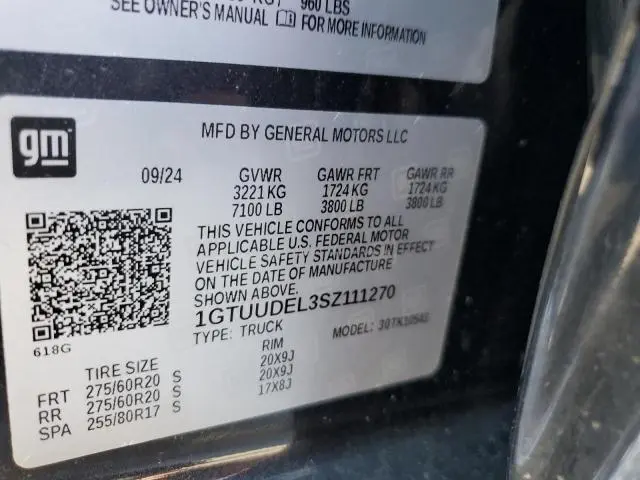 960 LBS
SEE OWNER'S MANUAL FOR MORE INFORMATION
gm
MFD BY GENERAL MOTORS LLC
09/24 GVWR GAWR FRT GAWR RR
3221 KG 1724 KG 1724 KG
7100 LB 3800 LB 3800 LB
THIS VEHICLE CONFORMS TO ALL
APPLICABLE U.S. FEDERAL MOTOR
VEHICLE SAFETY STANDARDS IN EFFECT
ON THE DATE OF MANUFACTURE
SHOWN ABOVE.
1GTUUDEL3SZ111270
TYPE: TRUCK MODEL:
618G
TIRE SIZE RIM
FRT 275/60R20 S 20X9J
RR 275/60R20 S 20X9J
SPA 255/80R17 S 17X8J